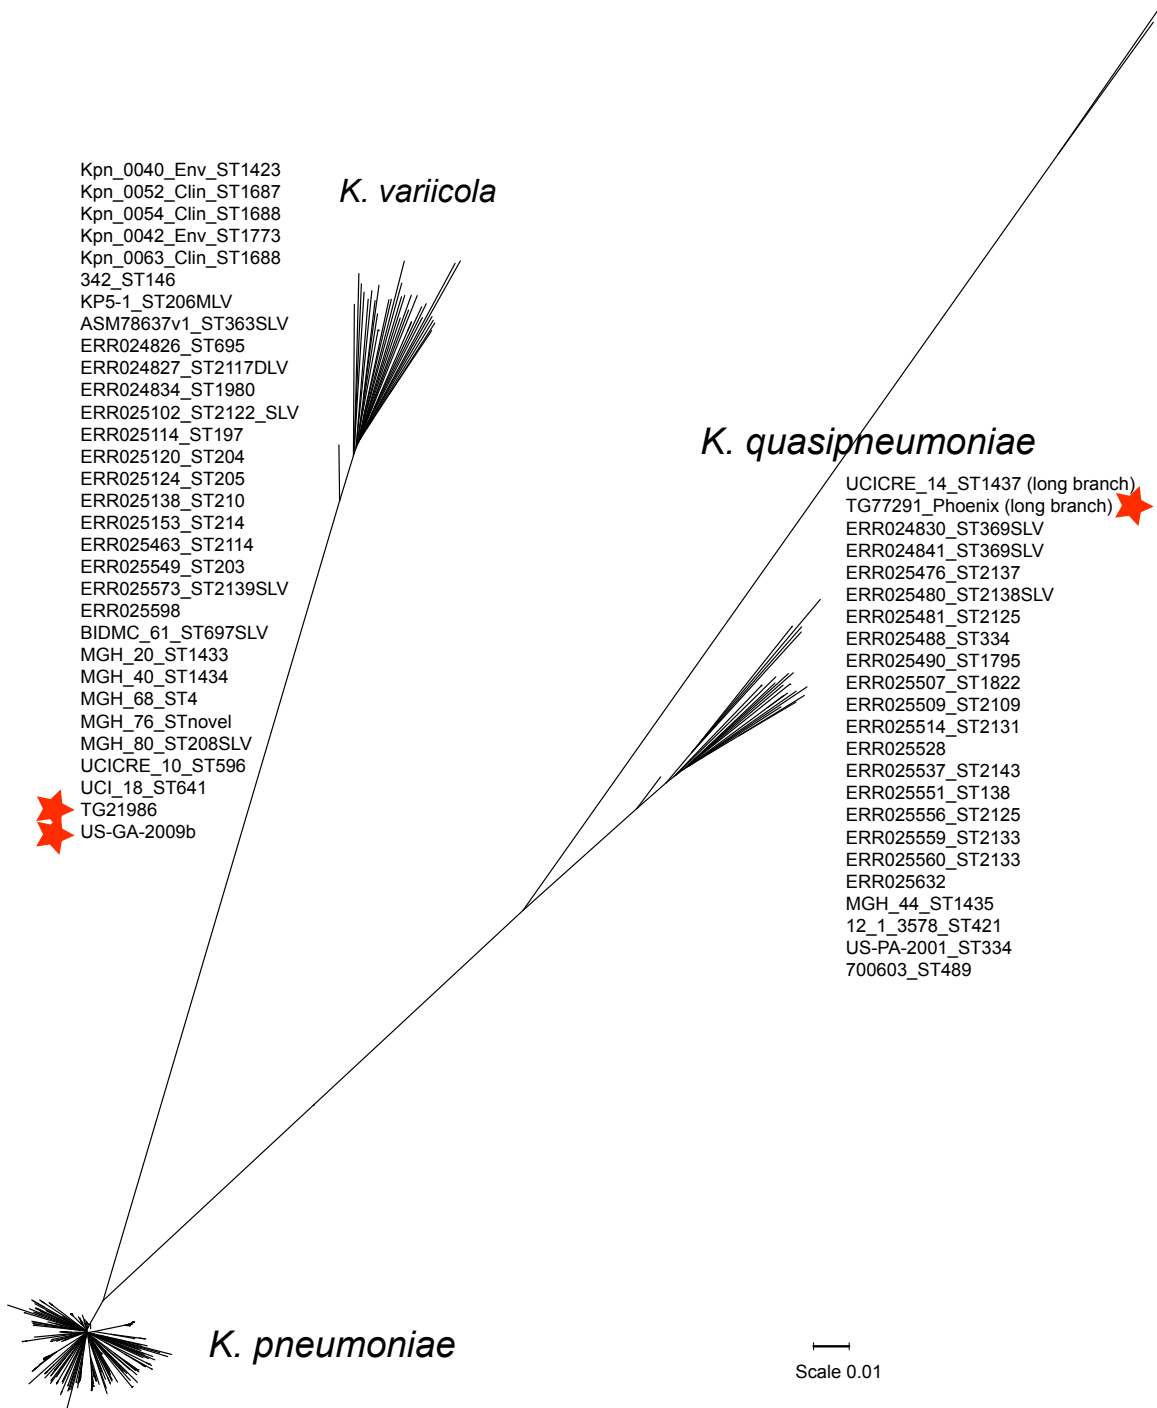 Kpn_0040_Env_ST1423
Kpn_0052_Clin_ST1687
Kpn_0054_Clin_ST1688
Kpn_0042_Env_ST1773
Kpn_0063_Clin_ST1688
342_ST146
KP5-1_ST206MLV
ASM78637v1_ST363SLV
ERR024826_ST695
ERR024827_ST2117DLV
ERR024834_ST1980
ERR025102_ST2122_SLV
ERR025114_ST197
ERR025120_ST204
ERR025124_ST205
ERR025138_ST210
ERR025153_ST214
ERR025463_ST2114
ERR025549_ST203
ERR025573_ST2139SLV
ERR025598
BIDMC_61_ST697SLV
MGH_20_ST1433
MGH_40_ST1434
MGH_68_ST4
MGH_76_STnovel
MGH_80_ST208SLV
UCICRE_10_ST596
UCI_18_ST641
TG21986
US-GA-2009b
K. variicola
K. quasipneumoniae
UCICRE_14_ST1437 (long branch)
TG77291_Phoenix (long branch)
ERR024830_ST369SLV
ERR024841_ST369SLV
ERR025476_ST2137
ERR025480_ST2138SLV
ERR025481_ST2125
ERR025488_ST334
ERR025490_ST1795
ERR025507_ST1822
ERR025509_ST2109
ERR025514_ST2131
ERR025528
ERR025537_ST2143
ERR025551_ST138
ERR025556_ST2125
ERR025559_ST2133
ERR025560_ST2133
ERR025632
MGH_44_ST1435
12_1_3578_ST421
US-PA-2001_ST334
700603_ST489
K. pneumoniae
Scale 0.01